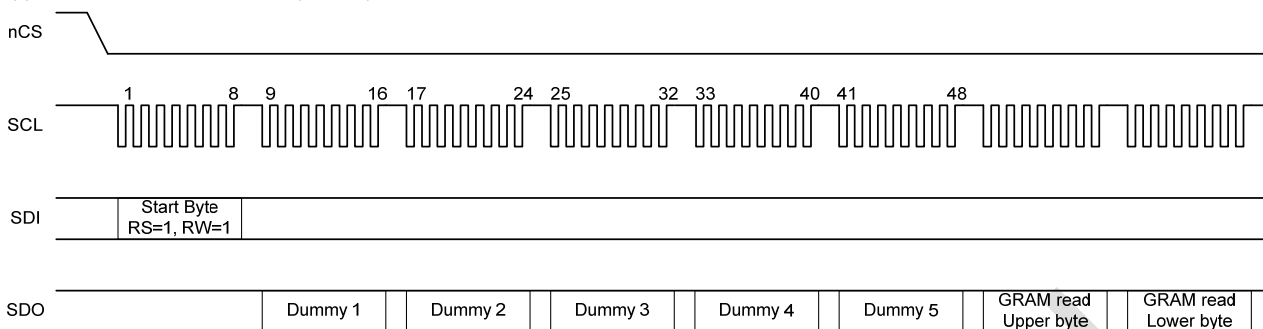 nCS
1 8 9 16 17 24 25 32 33 40 41 48
SCL
SDI
Start Byte
RS=1, RW=1
SDO
Dummy 1
Dummy 2
Dummy 3
Dummy 4
Dummy 5
GRAM read
Upper byte
GRAM read
Lower byte